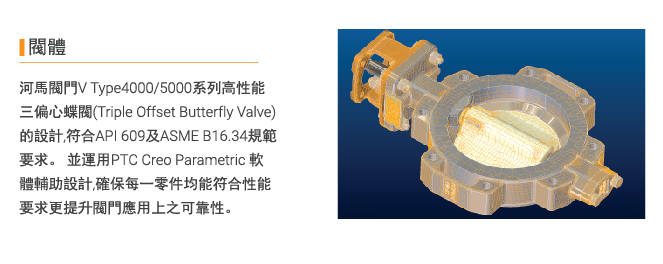 閥體
河馬閥門V Type4000/5000系列高性能
三偏心蝶閥(Triple Offset Butterfly Valve)
的設計,符合API 609及ASME B16.34規範
要求。 並運用PTC Creo Parametric 軟
體輔助設計,確保每一零件均能符合性能
要求更提升閥門應用上之可靠性。